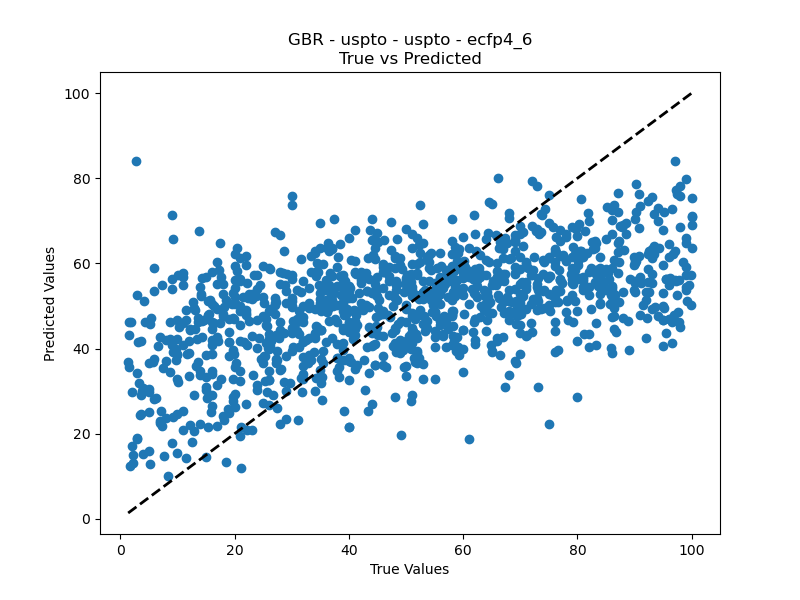 GBR - uspto - uspto - ecfp4_6
True vs Predicted
100
80
60
40
20
0
Predicted Values
0 20 40 60 80 100
True Values